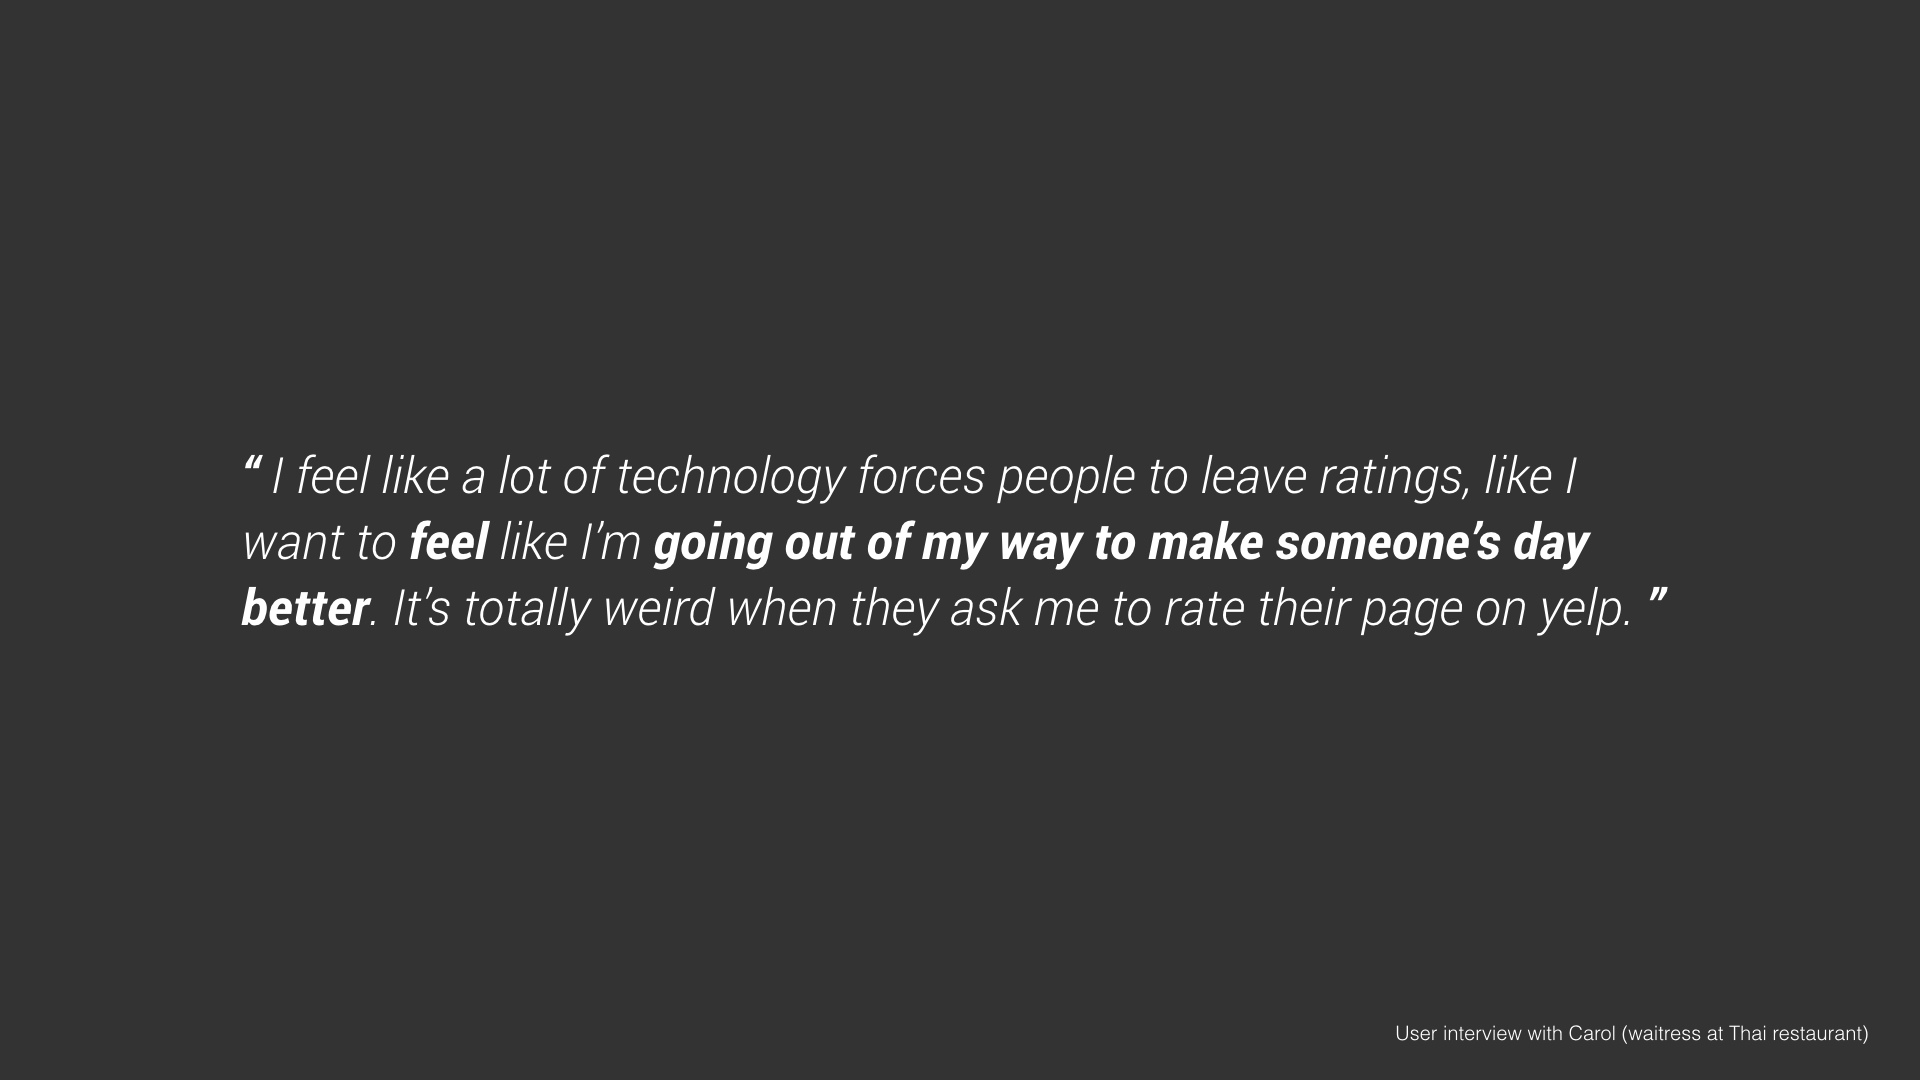 “ I feel like a lot of technology forces people to leave ratings, like I
want to feel like I’m going out of my way to make someone’s day
better. It’s totally weird when they ask me to rate their page on yelp. ”
User interview with Carol (waitress at Thai restaurant)